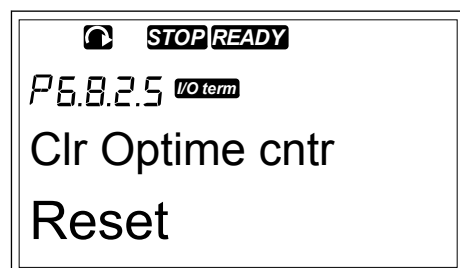 STOP READY
P6.8.2.5 I/O term
Clr Optime cntr
Reset